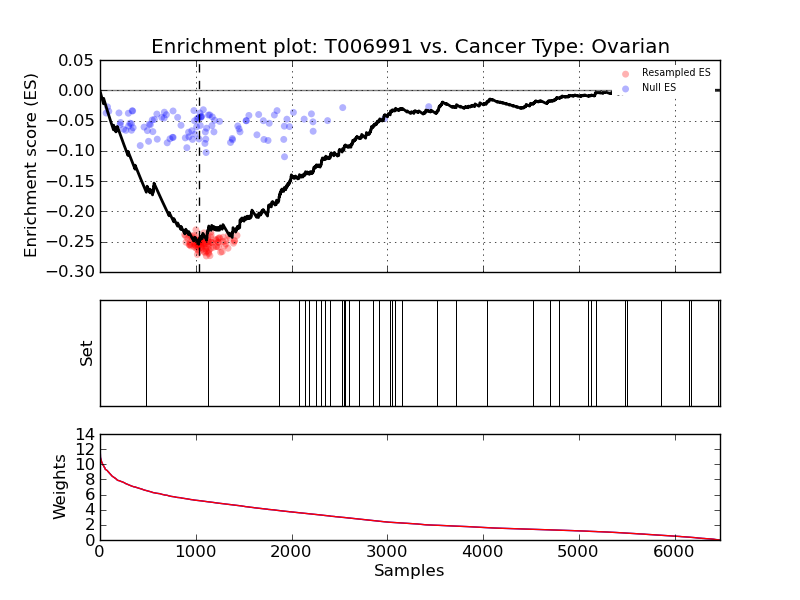 Enrichment plot: T006991 vs. Cancer Type: Ovarian
Enrichment score (ES)
0.05
0.00
−0.05
−0.10
−0.15
−0.20
−0.25
−0.30
Resampled ES
Null ES
Set
Weights
14
12
10
8
6
4
2
0
0 1000 2000 3000 4000 5000 6000
Samples